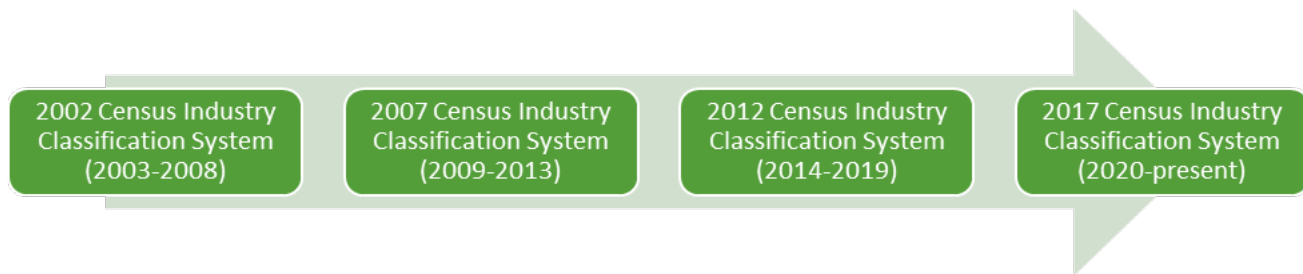 2002 Census Industry
Classification System
(2003-2008)
2007 Census Industry
Classification System
(2009-2013)
2012 Census Industry
Classification System
(2014-2019)
2017 Census Industry
Classification System
(2020-present)